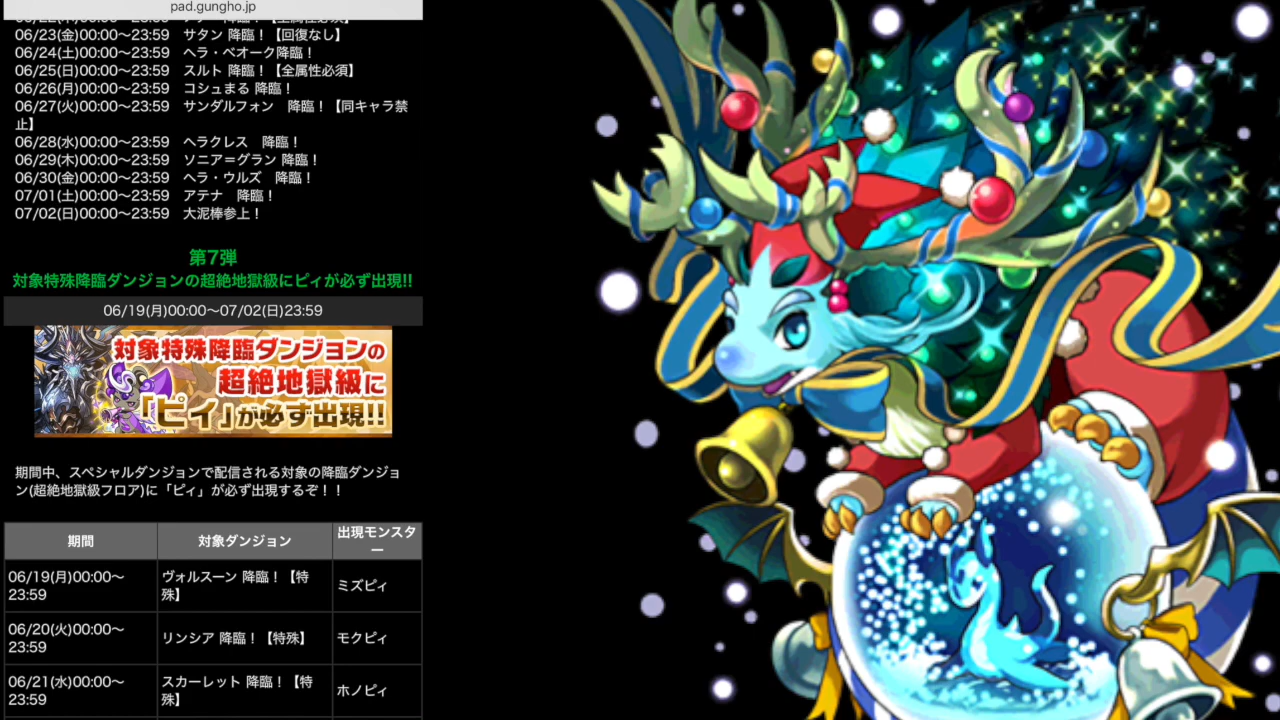 pad.gungho.jp
06/23(金)00:00〜23:59　サタン 降臨！【回復なし】
06/24(土)00:00〜23:59　ヘラ・ベオーク降臨！
06/25(日)00:00〜23:59　スルト 降臨！【全属性必須】
06/26(月)00:00〜23:59　コシュまる 降臨！
06/27(火)00:00〜23:59　サンダルフォン　降臨！【同キャラ禁
止】
06/28(水)00:00〜23:59　ヘラクレス　降臨！
06/29(木)00:00〜23:59　ソニア＝グラン 降臨！
06/30(金)00:00〜23:59　ヘラ・ウルズ　降臨！
07/01(土)00:00〜23:59　アテナ　降臨！
07/02(日)00:00〜23:59　大泥棒参上！
第7弾
対象特殊降臨ダンジョンの超絶地獄級にピィが必ず出現!!
06/19(月)00:00〜07/02(日)23:59
対象特殊降臨ダンジョンの
超絶地獄級に
「ピィ」が必ず出現!!
期間中、スペシャルダンジョンで配信される対象の降臨ダンジョ
ン(超絶地獄級フロア)に「ピィ」が必ず出現するぞ！！
期間 対象ダンジョン 出現モンスタ
ー
06/19(月)00:00〜
23:59 ヴォルスーン 降臨！【特
殊】 ミズピィ
06/20(火)00:00〜
23:59 リンシア 降臨！【特殊】 モクピィ
06/21(水)00:00〜
23:59 スカーレット 降臨！【特
殊】 ホノピィ